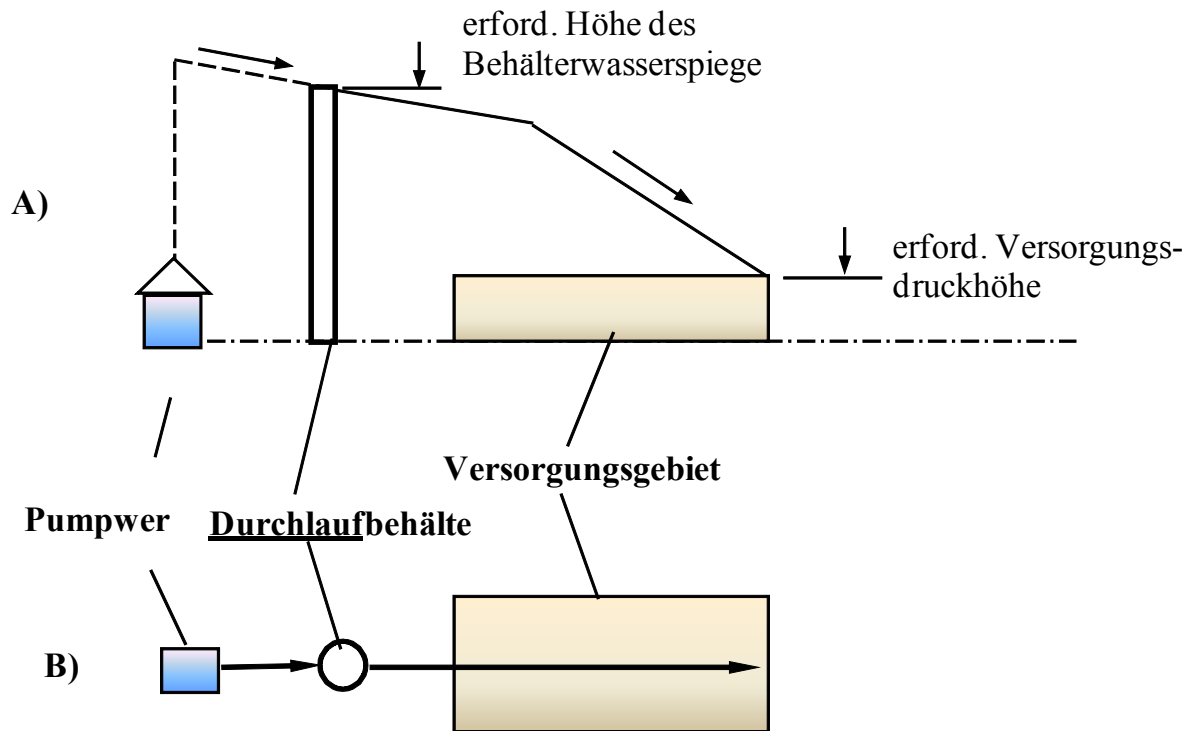 erford. Höhe des
Behälterwasserspiege
A)
erford. Versorgungs-
druckhöhe
Versorgungsgebiet
Pumpwer
Durchlaufbehälte
B)